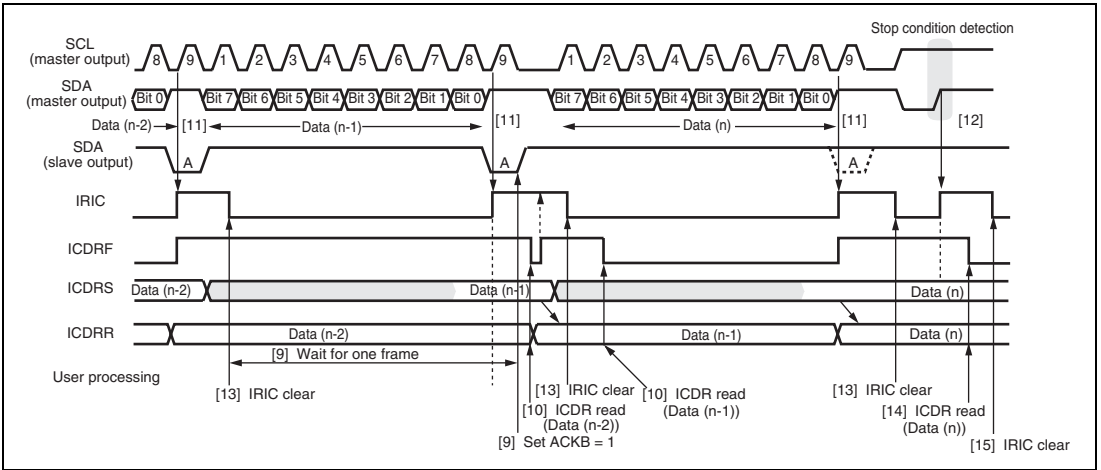 Stop condition detection
SCL
(master output)
8 9 1 2 3 4 5 6 7 8 9 1 2 3 4 5 6 7 8 9
SDA
(master output)
Bit 0 Bit 7 Bit 6 Bit 5 Bit 4 Bit 3 Bit 2 Bit 1 Bit 0 Bit 7 Bit 6 Bit 5 Bit 4 Bit 3 Bit 2 Bit 1 Bit 0
Data (n-2) [11] Data (n-1) [11] Data (n) [11] [12]
SDA
(slave output)
A A A
IRIC
ICDRF
ICDRS
Data (n-2) Data (n-1) Data (n)
ICDRR
Data (n-2) Data (n-1) Data (n)
[9] Wait for one frame
User processing
[13] IRIC clear [13] IRIC clear [10] ICDR read [13] IRIC clear
(Data (n-1))
[10] ICDR read
(Data (n-2))
[14] ICDR read
(Data (n))
[9] Set ACKB = 1
[15] IRIC clear